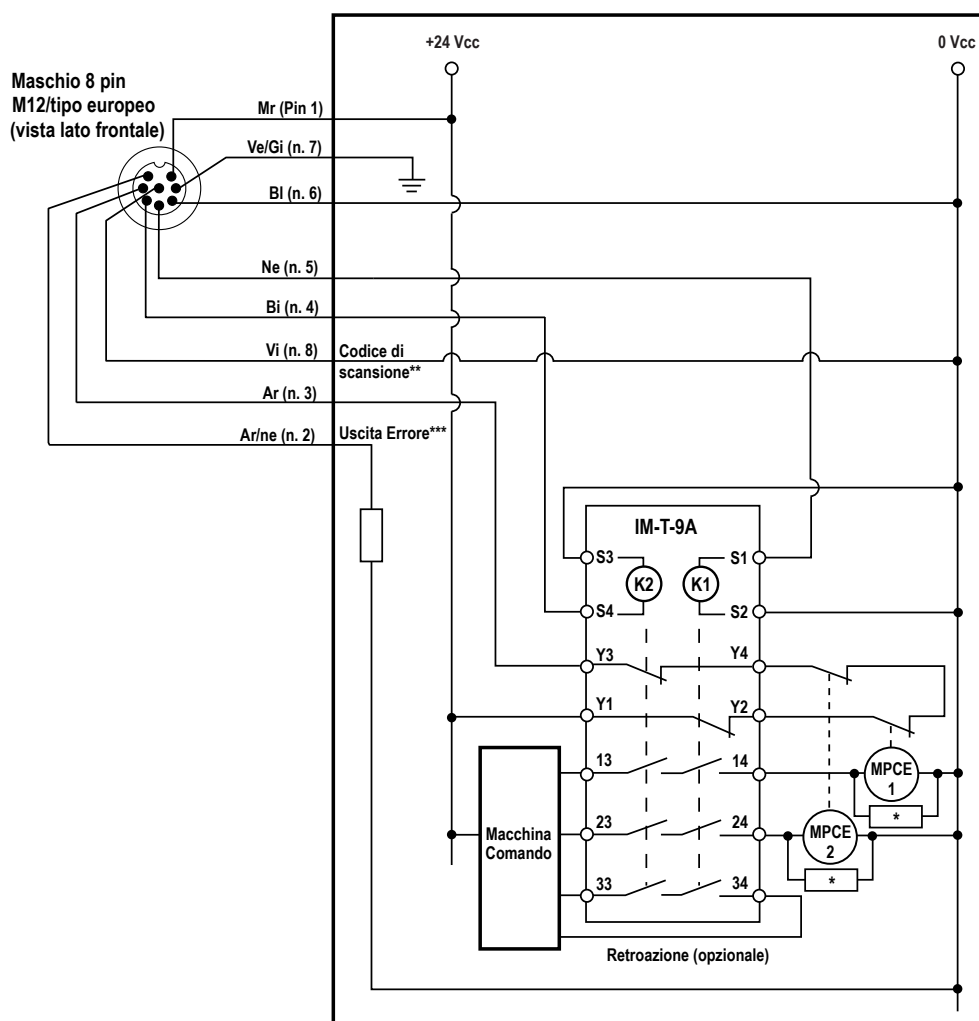 +24 Vcc
0 Vcc
Maschio 8 pin
M12/tipo europeo
(vista lato frontale)
Mr (Pin 1)
Ve/Gi (n. 7)
Bl (n. 6)
Ne (n. 5)
Bi (n. 4)
Vi (n. 8)
Codice di
scansione**
Ar (n. 3)
Ar/ne (n. 2)
Uscita Errore***
IM-T-9A
S3
S1
K2
K1
S4
S2
Y3
Y4
Y1
Y2
13
14
MPCE
1
*
23
24
Macchina
Comando
MPCE
2
*
33
34
Retroazione (opzionale)